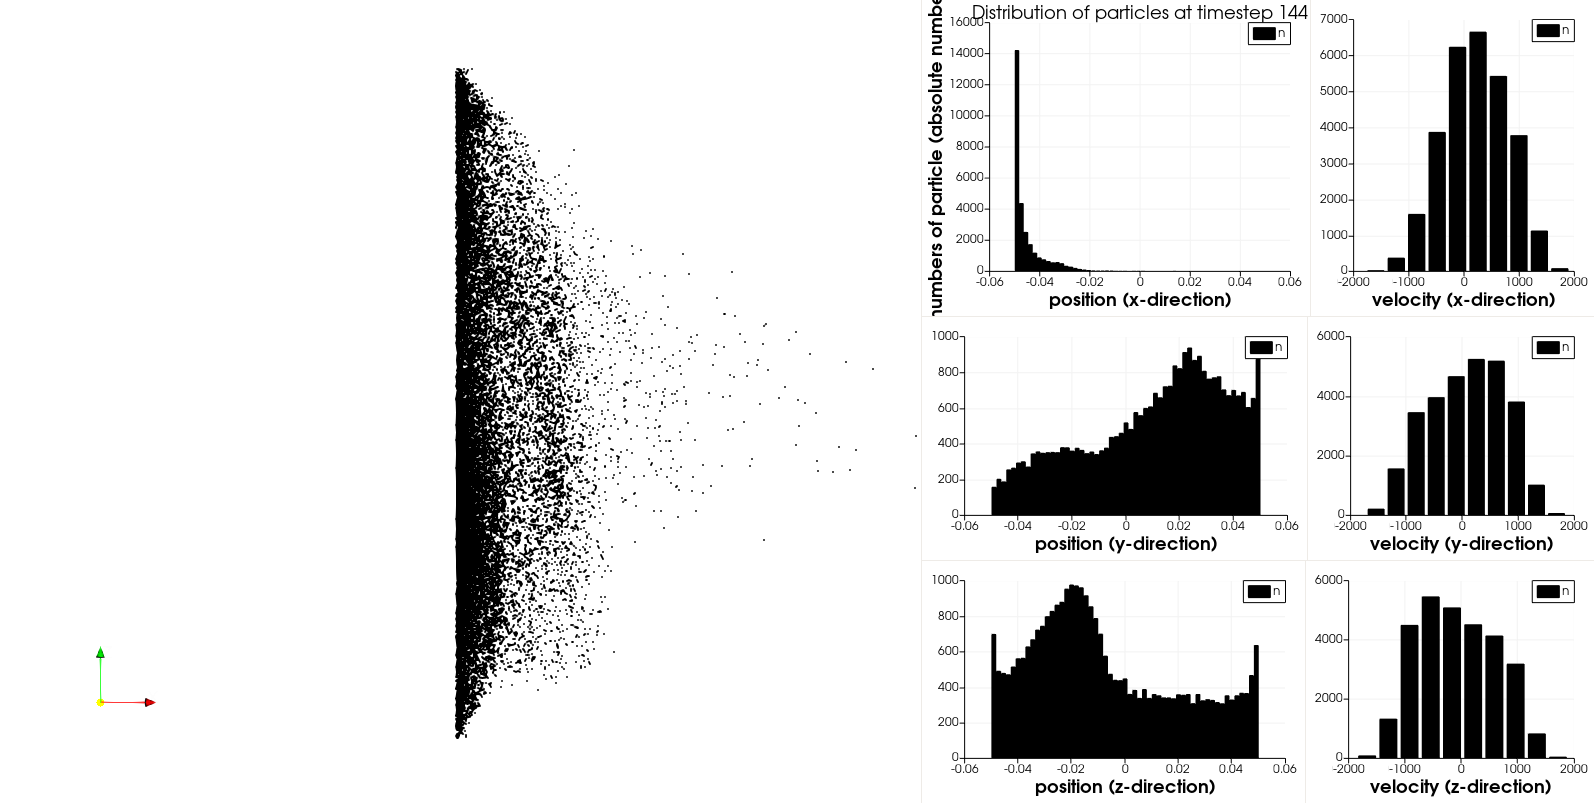 Distribution of particles at timestep 144
numbers of particle (absolute numbe
16000
14000
12000
10000
8000
6000
4000
2000
0
-0.06 -0.04 -0.02 0 0.02 0.04 0.06
position (x-direction)
n
7000
6000
5000
4000
3000
2000
1000
0
-2000 -1000 0 1000 2000
velocity (x-direction)
n
1000
800
600
400
200
0
-0.06 -0.04 -0.02 0 0.02 0.04 0.06
position (y-direction)
n
6000
4000
2000
0
-2000 -1000 0 1000 2000
velocity (y-direction)
n
1000
800
600
400
200
0
-0.06 -0.04 -0.02 0 0.02 0.04 0.06
position (z-direction)
n
6000
4000
2000
0
-2000 -1000 0 1000 2000
velocity (z-direction)
n